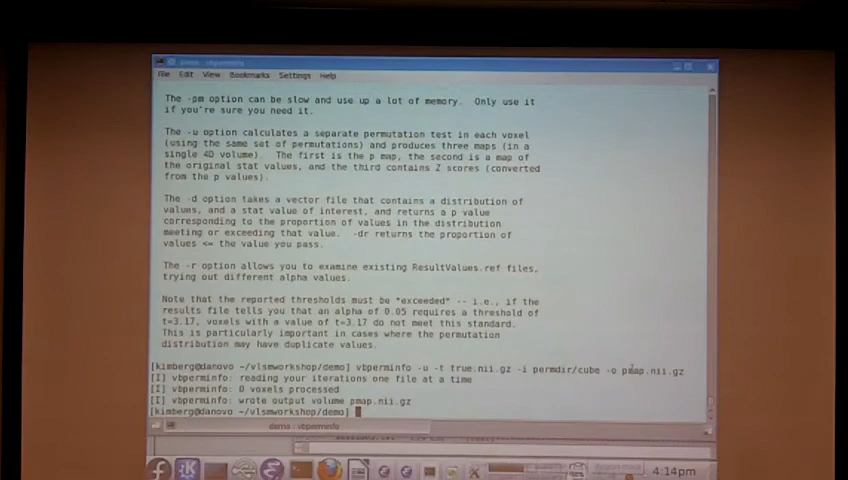 demo : vbperminfo
File Edit View Bookmarks Settings Help
The -pm option can be slow and use up a lot of memory. Only use it
if you're sure you need it.
The -u option calculates a separate permutation test in each voxel
(using the same set of permutations) and produces three maps (in a
single 4D volume). The first is the p map, the second is a map of
the original stat values, and the third contains Z scores (converted
from the p values).
The -d option takes a vector file that contains a distribution of
values, and a stat value of interest, and returns a p value
corresponding to the proportion of values in the distribution
meeting or exceeding that value. -dr returns the proportion of
values <= the value you pass.
The -r option allows you to examine existing ResultValues.ref files,
trying out different alpha values.
Note that the reported thresholds must be *exceeded* -- i.e., if the
results file tells you that an alpha of 0.05 requires a threshold of
t=3.17, voxels with a value of t=3.17 do not meet this standard.
This is particularly important in cases where the permutation
distribution may have duplicate values.
[kimberg@danovo ~/vlsmworkshop/demo] vbperminfo -u -t true.nii.gz -i permdir/cube -o pmap.nii.gz
[I] vbperminfo: reading your iterations one file at a time
[I] vbperminfo: 0 voxels processed
[I] vbperminfo: wrote output volume pmap.nii.gz
[kimberg@danovo ~/vlsmworkshop/demo]
demo : vbperminfo
4:14pm